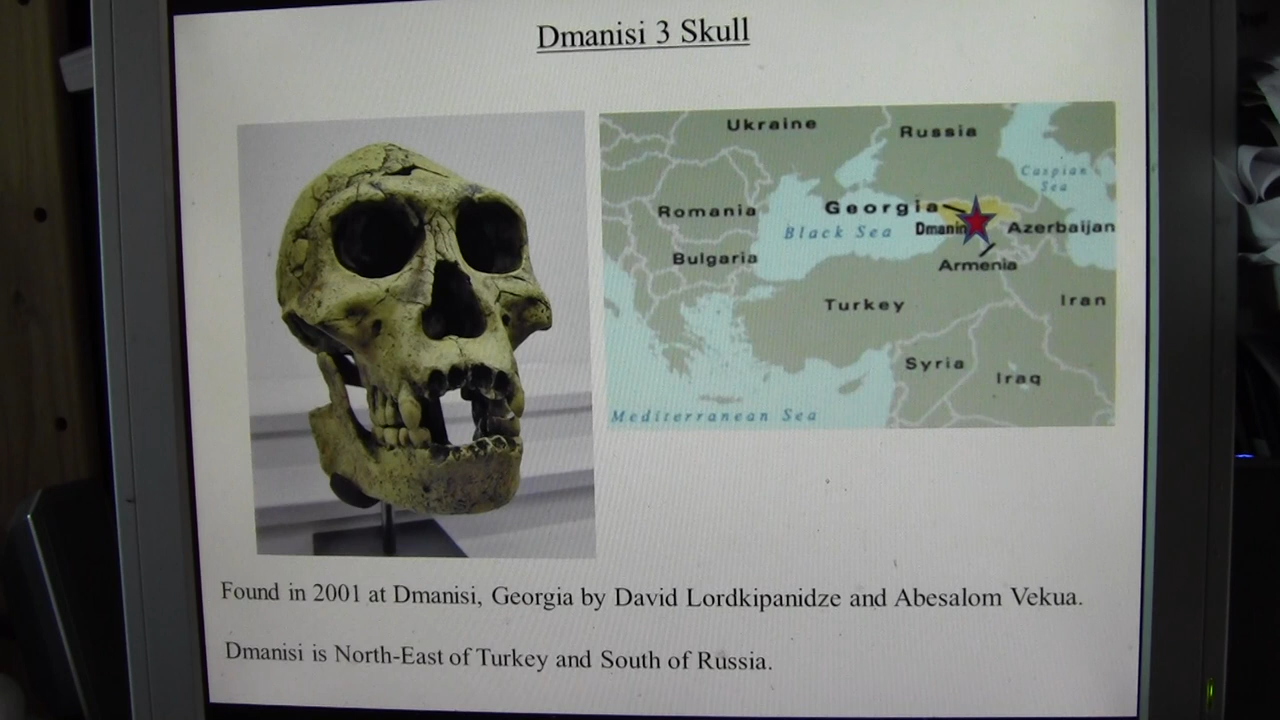 Dmanisi 3 Skull
Ukraine
Russia
Caspian
Sea
Romania
Georgia
Black Sea
Dmanin
Azerbaijan
Bulgaria
Armenia
Turkey
Iran
Syria
Iraq
Mediterranean Sea
Found in 2001 at Dmanisi, Georgia by David Lordkipanidze and Abesalom Vekua.
Dmanisi is North-East of Turkey and South of Russia.